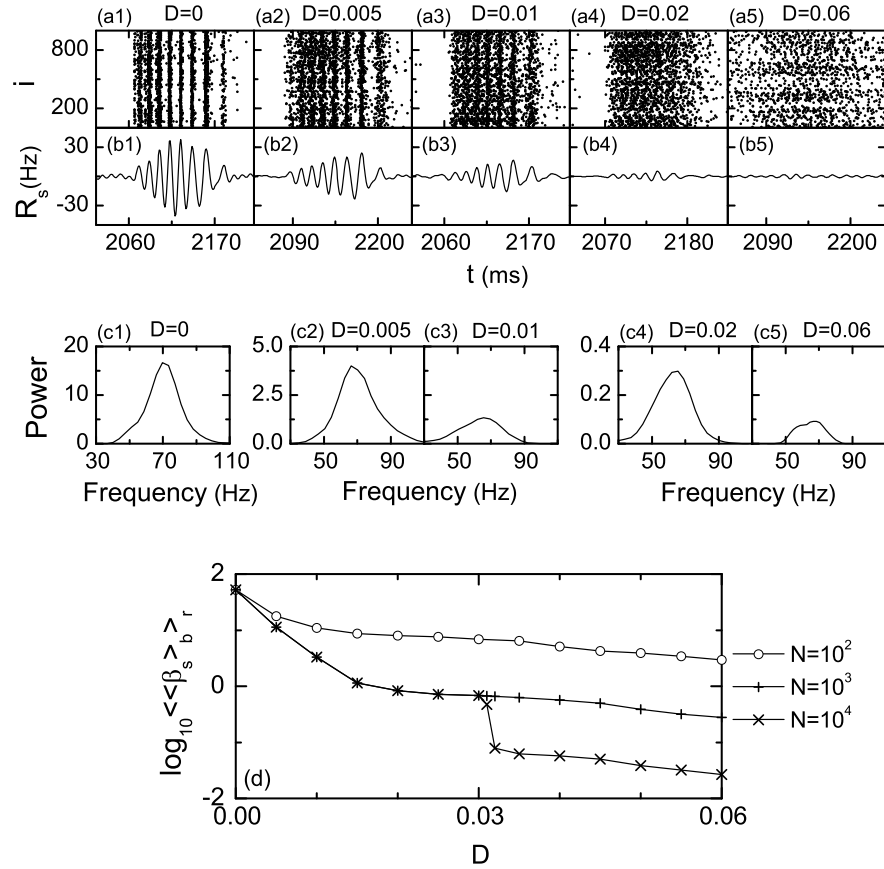 (a1) D=0 (a2) D=0.005 (a3) D=0.01 (a4) D=0.02 (a5) D=0.06
800
i
200
(b1) (b2) (b3) (b4) (b5)
30
R_s(Hz)
-30
2060 2170 2090 2200 2060 2170 2070 2180 2090 2200
t (ms)
(c1) D=0 (c2) D=0.005 (c3) D=0.01 (c4) D=0.02 (c5) D=0.06
20 5.0 0.4
15
10 2.5 0.2
Power
5
0 0.0 0.0
30 70 110 50 90 50 90 50 90 50 90
Frequency (Hz) Frequency (Hz) Frequency (Hz)
2
N=10^2
0
N=10^3
log_10 <<β_s>_b>_r
N=10^4
(d)
-2
0.00 0.03 0.06
D